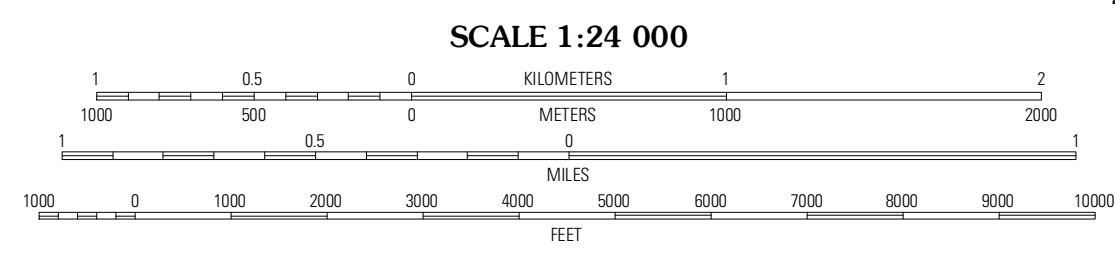 SCALE 1:24 000
1 0.5 0 KILOMETERS 1 2
1000 500 0 METERS 1000 2000
1 0.5 0 1
MILES
1000 0 1000 2000 3000 4000 5000 6000 7000 8000 9000 10000
FEET